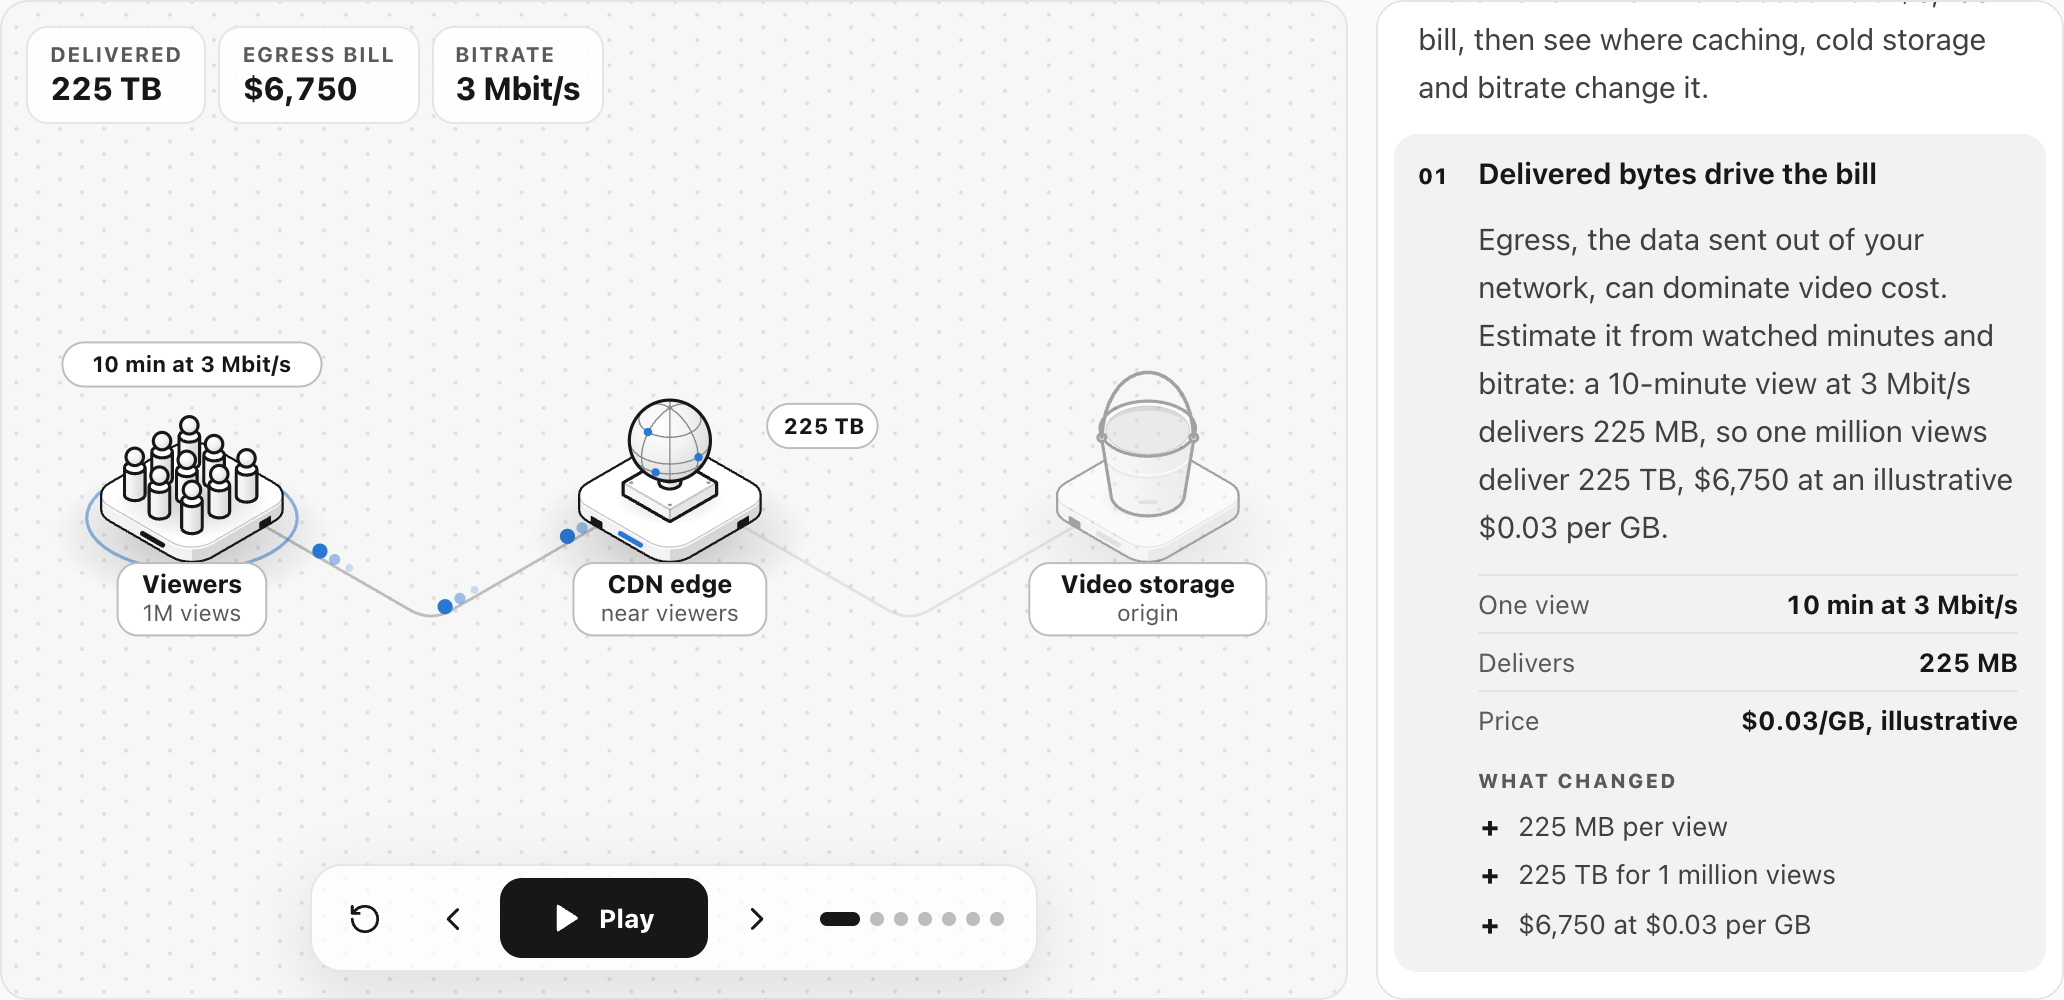 DELIVERED
225 TB
EGRESS BILL
$6,750
BITRATE
3 Mbit/s
10 min at 3 Mbit/s
225 TB
Viewers
1M views
CDN edge
near viewers
Video storage
origin
Play
bill, then see where caching, cold storage
and bitrate change it.
01 Delivered bytes drive the bill
Egress, the data sent out of your
network, can dominate video cost.
Estimate it from watched minutes and
bitrate: a 10-minute view at 3 Mbit/s
delivers 225 MB, so one million views
deliver 225 TB, $6,750 at an illustrative
$0.03 per GB.
One view 10 min at 3 Mbit/s
Delivers 225 MB
Price $0.03/GB, illustrative
WHAT CHANGED
+ 225 MB per view
+ 225 TB for 1 million views
+ $6,750 at $0.03 per GB